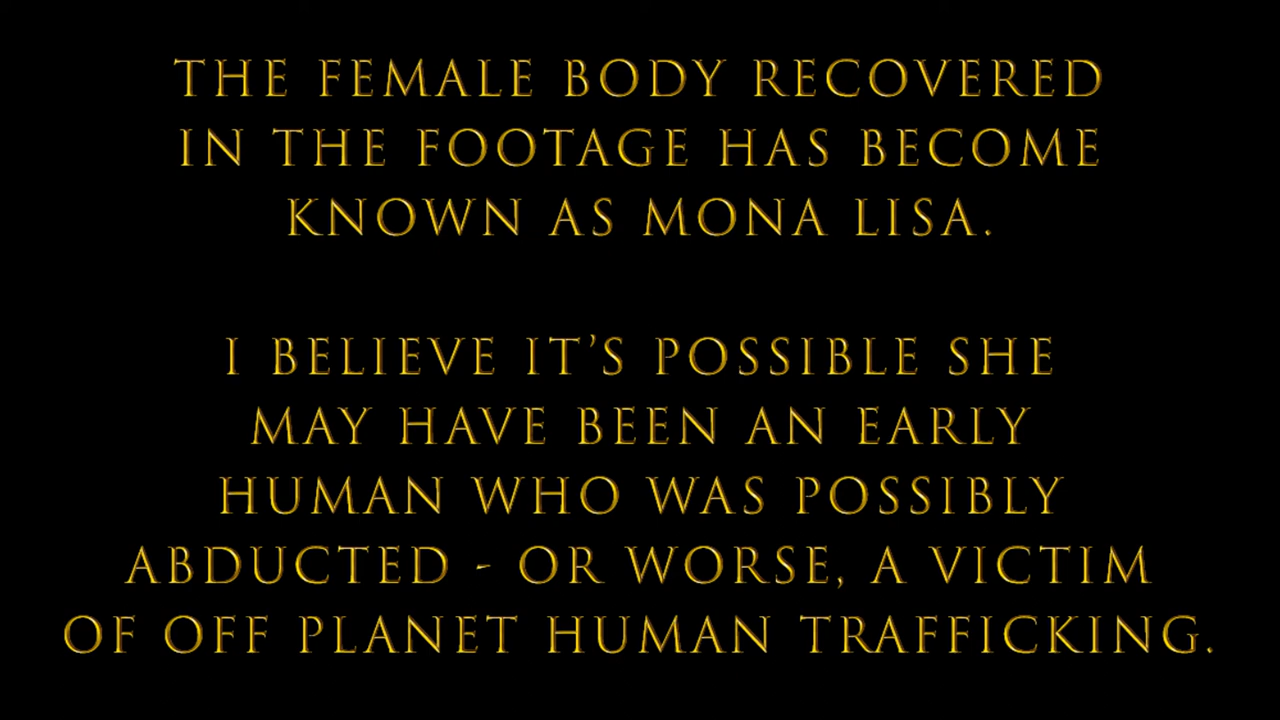 THE FEMALE BODY RECOVERED
IN THE FOOTAGE HAS BECOME
KNOWN AS MONA LISA.
I BELIEVE IT'S POSSIBLE SHE
MAY HAVE BEEN AN EARLY
HUMAN WHO WAS POSSIBLY
ABDUCTED - OR WORSE, A VICTIM
OF OFF PLANET HUMAN TRAFFICKING.